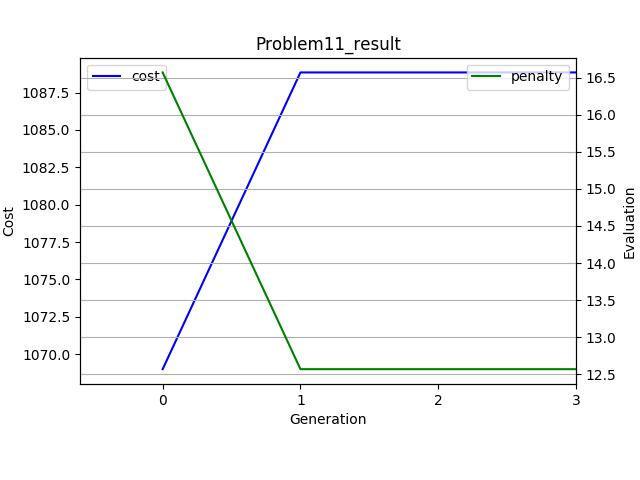 Problem11_result
cost
penalty
1087.5
1085.0
1082.5
1080.0
1077.5
1075.0
1072.5
1070.0
Cost
16.5
16.0
15.5
15.0
14.5
14.0
13.5
13.0
12.5
Evaluation
0 1 2 3
Generation